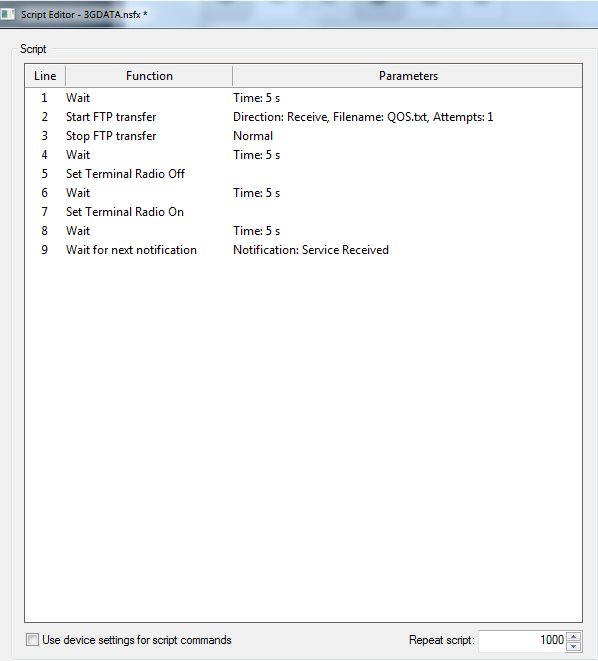 Script Editor - 3GDATA.nsfx *
Script
Line Function Parameters
1 Wait Time: 5 s
2 Start FTP transfer Direction: Receive, Filename: QOS.txt, Attempts: 1
3 Stop FTP transfer Normal
4 Wait Time: 5 s
5 Set Terminal Radio Off
6 Wait Time: 5 s
7 Set Terminal Radio On
8 Wait Time: 5 s
9 Wait for next notification Notification: Service Received
Use device settings for script commands Repeat script: 1000